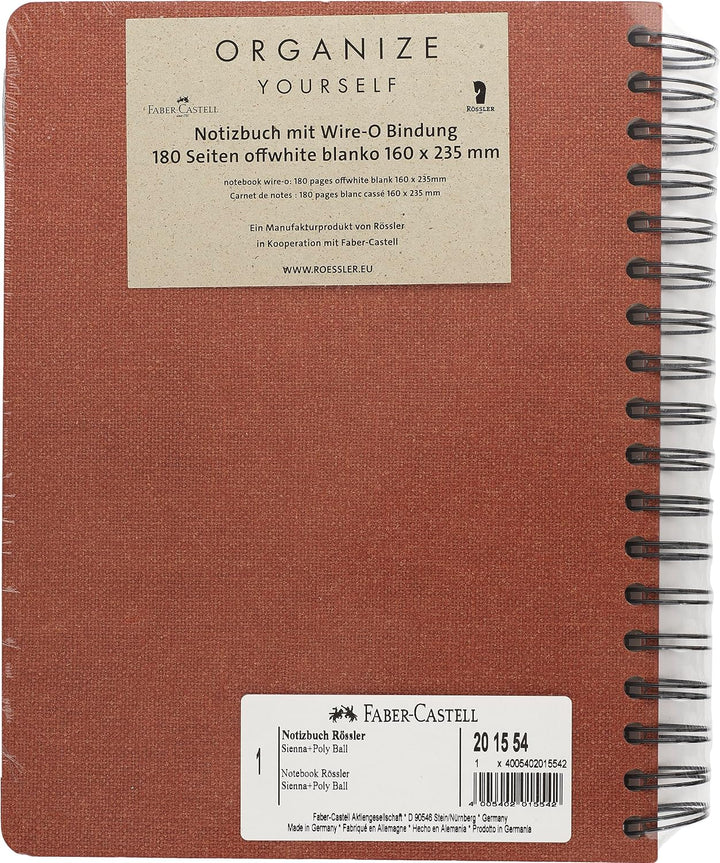 ORGANIZE
YOURSELF
FABER-CASTELL
RÖSSLER
Notizbuch mit Wire-O Bindung
180 Seiten offwhite blanko 160 x 235 mm
notebook wire-o: 180 pages offwhite blank 160 x 235mm
Carnet de notes : 180 pages blanc cassé 160 x 235 mm
Ein Manufakturprodukt von Rössler
in Kooperation mit Faber-Castell
WWW.ROESSLER.EU
FABER-CASTELL
1
Notizbuch Rössler
Sienna+Poly Ball
Notebook Rössler
Sienna+Poly Ball
20 15 54
1 x 4005402015542
4 005402 015542
Faber-Castell Aktiengesellschaft * D 90546 Stein/Nürnberg * Germany
Made in Germany * Fabriqué en Allemagne * Hecho en Alemania * Prodotto in Germania